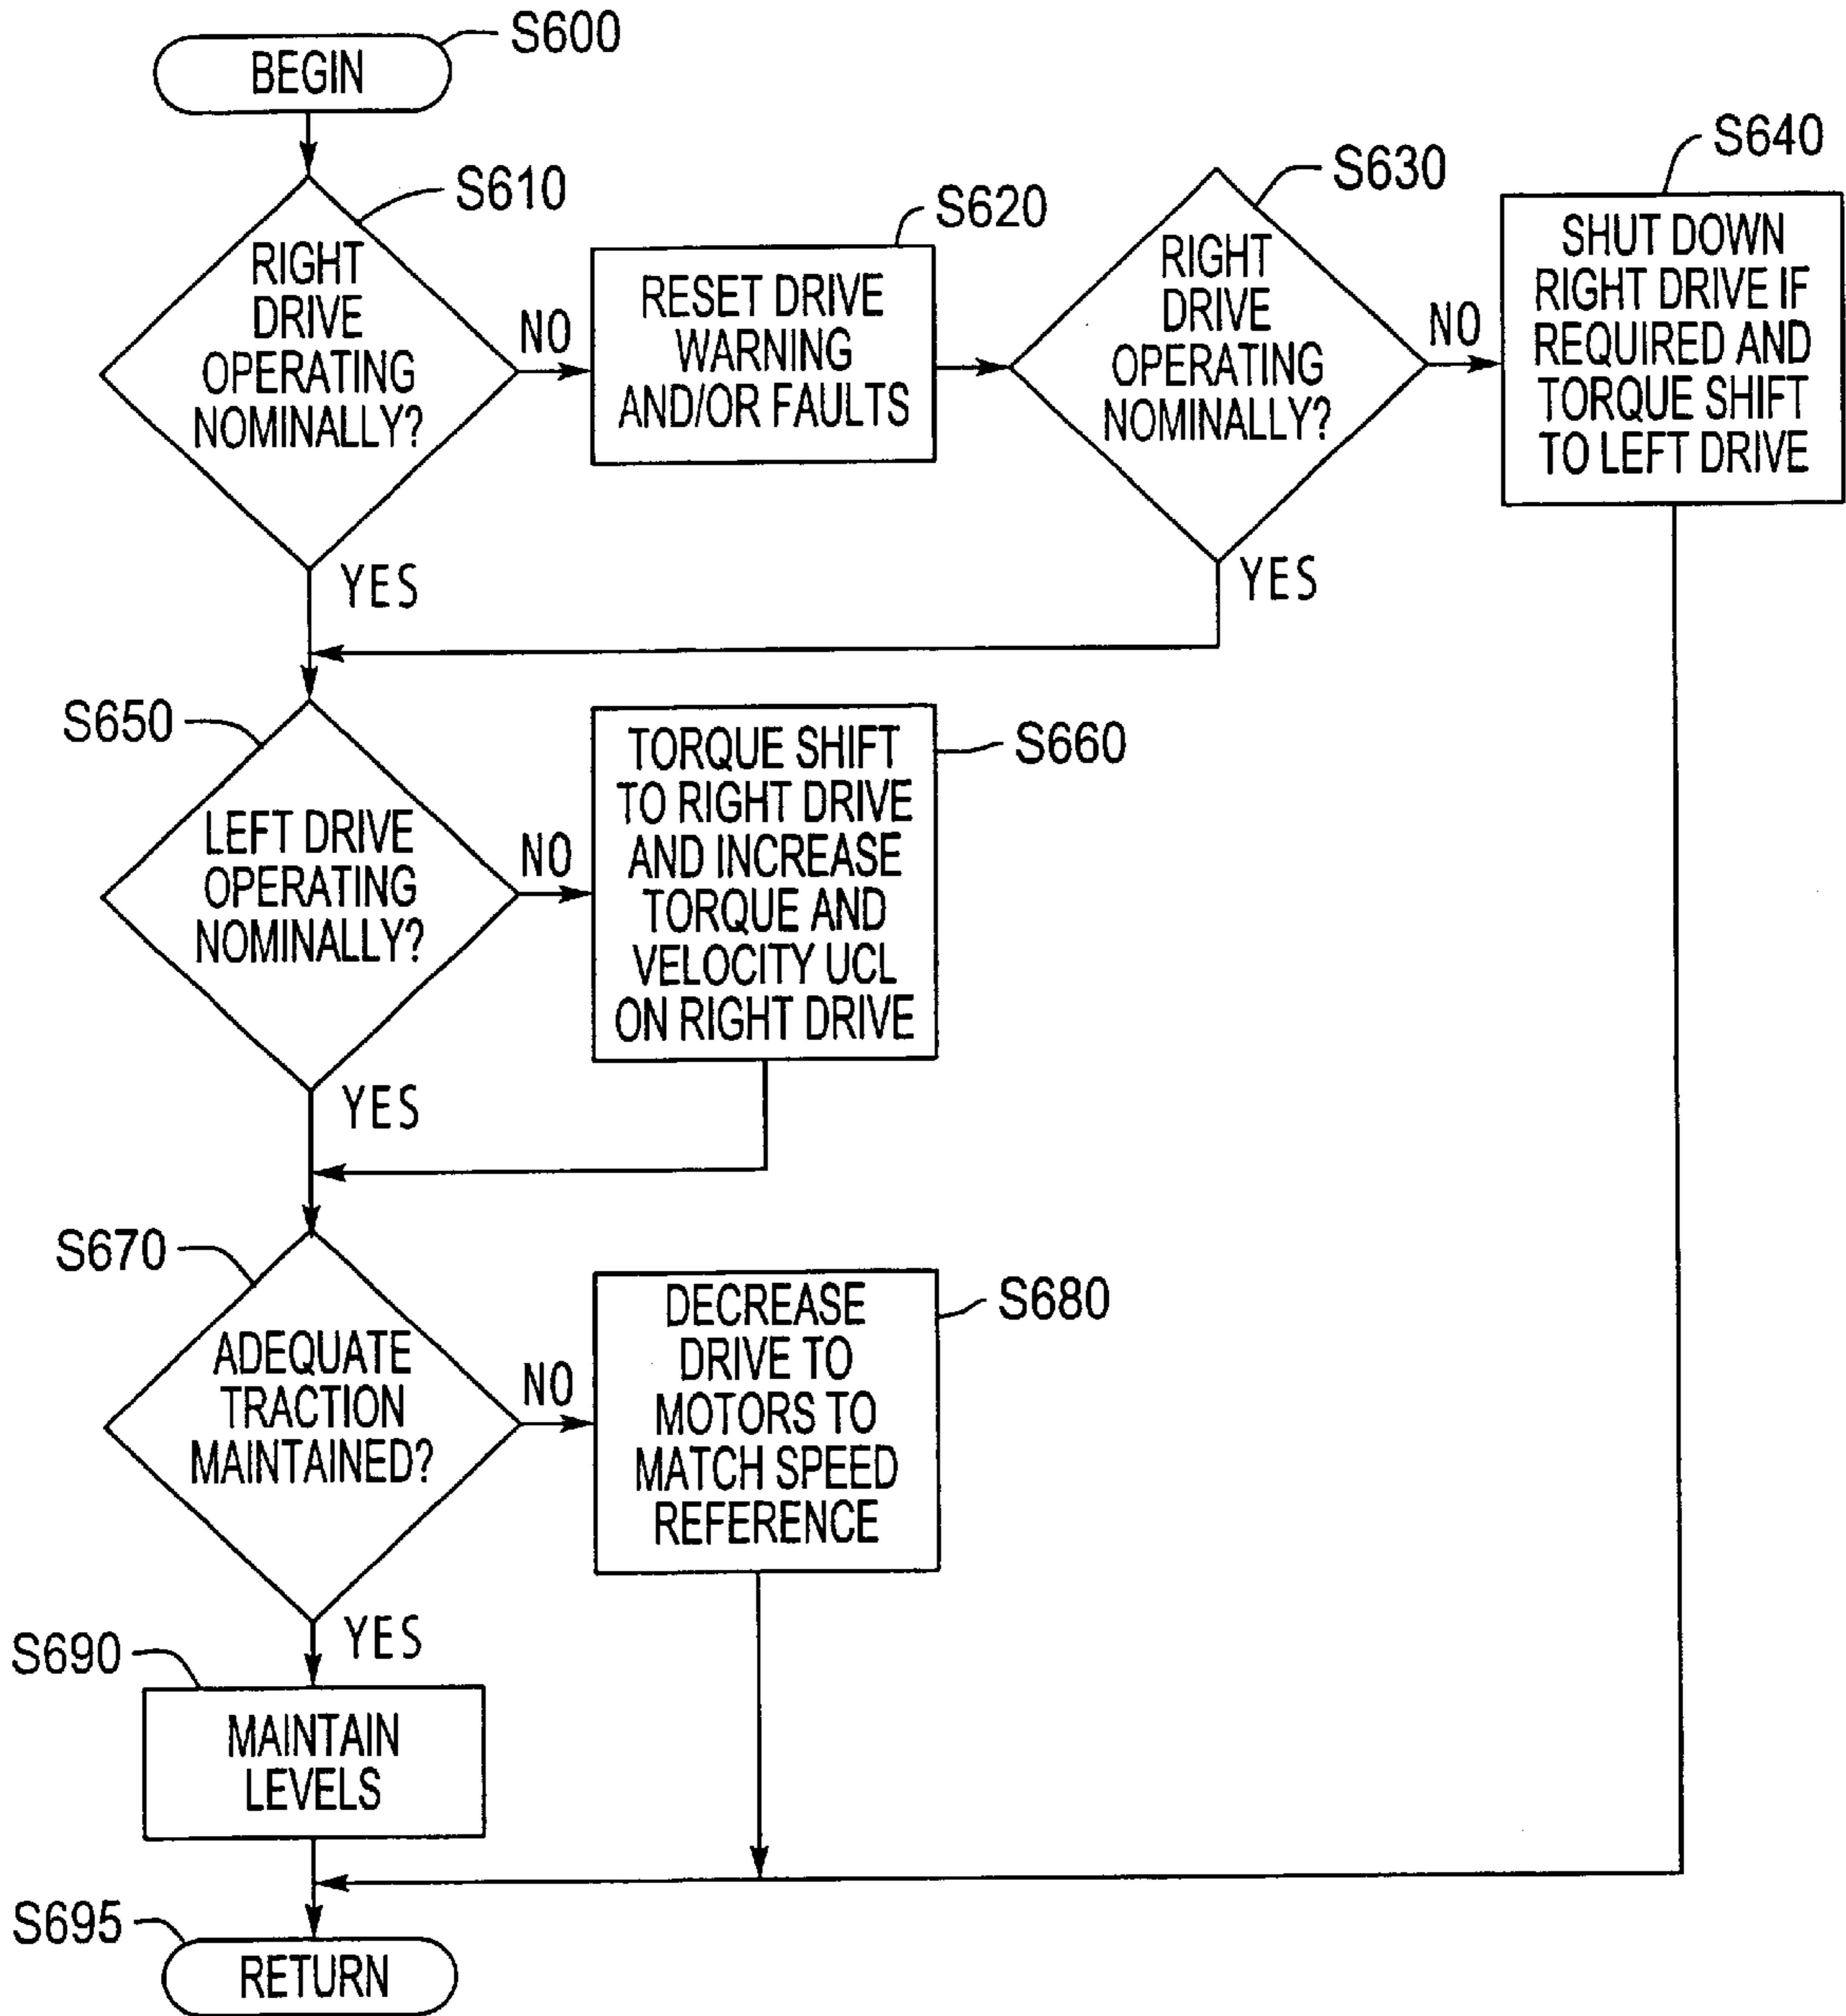 S600
BEGIN
S610
RIGHT
DRIVE
OPERATING
NOMINALLY?
NO
YES
S620
RESET DRIVE
WARNING
AND/OR FAULTS
S630
RIGHT
DRIVE
OPERATING
NOMINALLY?
NO
YES
S640
SHUT DOWN
RIGHT DRIVE IF
REQUIRED AND
TORQUE SHIFT
TO LEFT DRIVE
S650
LEFT DRIVE
OPERATING
NOMINALLY?
NO
YES
S660
TORQUE SHIFT
TO RIGHT DRIVE
AND INCREASE
TORQUE AND
VELOCITY UCL
ON RIGHT DRIVE
S670
ADEQUATE
TRACTION
MAINTAINED?
NO
YES
S680
DECREASE
DRIVE TO
MOTORS TO
MATCH SPEED
REFERENCE
S690
MAINTAIN
LEVELS
S695
RETURN